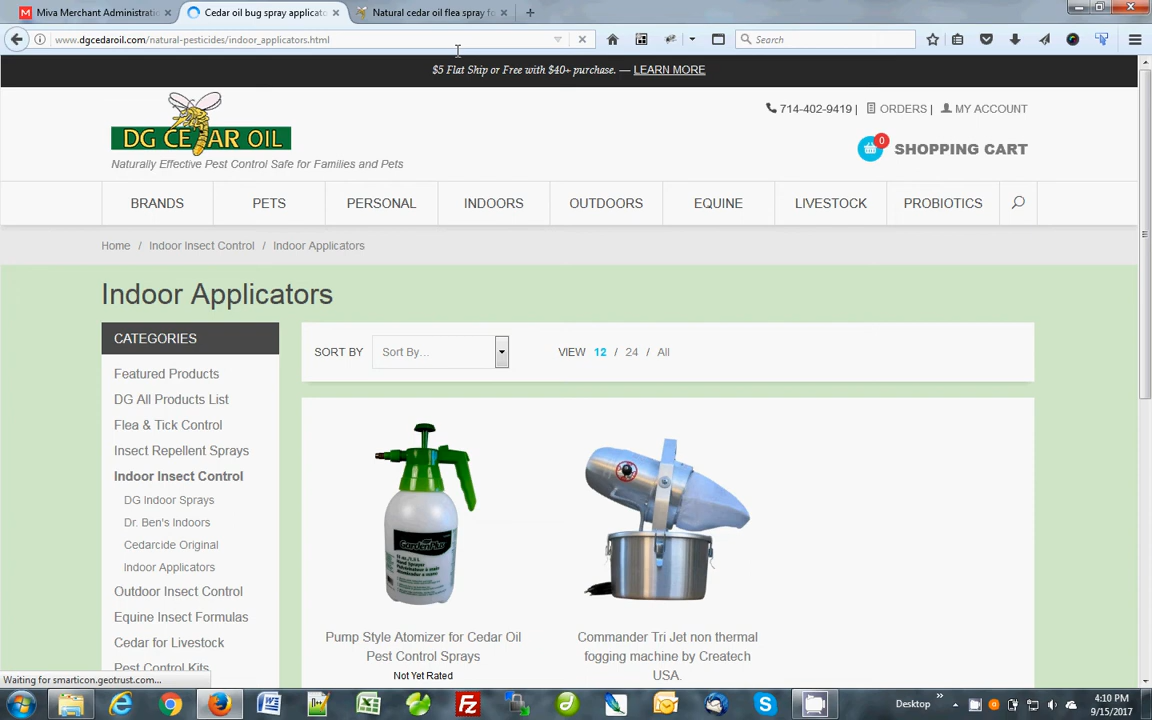 Miva Merchant Administrati
Cedar oil bug spray applicato
Natural cedar oil flea spray fo
www.dgcedaroil.com/natural-pesticides/indoor_applicators.html
Search
$5 Flat Ship or Free with $40+ purchase. — LEARN MORE
DG CEDAR OIL
Naturally Effective Pest Control Safe for Families and Pets
714-402-9419 | ORDERS | MY ACCOUNT
0
SHOPPING CART
BRANDS PETS PERSONAL INDOORS OUTDOORS EQUINE LIVESTOCK PROBIOTICS
Home / Indoor Insect Control / Indoor Applicators
Indoor Applicators
CATEGORIES
Featured Products
DG All Products List
Flea & Tick Control
Insect Repellent Sprays
Indoor Insect Control
DG Indoor Sprays
Dr. Ben's Indoors
Cedarcide Original
Indoor Applicators
Outdoor Insect Control
Equine Insect Formulas
Cedar for Livestock
Pest Control Kits
SORT BY Sort By... VIEW 12 / 24 / All
Pump Style Atomizer for Cedar Oil
Pest Control Sprays
Not Yet Rated
Commander Tri Jet non thermal
fogging machine by Createch
USA.
Waiting for smarticon.geotrust.com...
Desktop
4:10 PM
9/15/2017